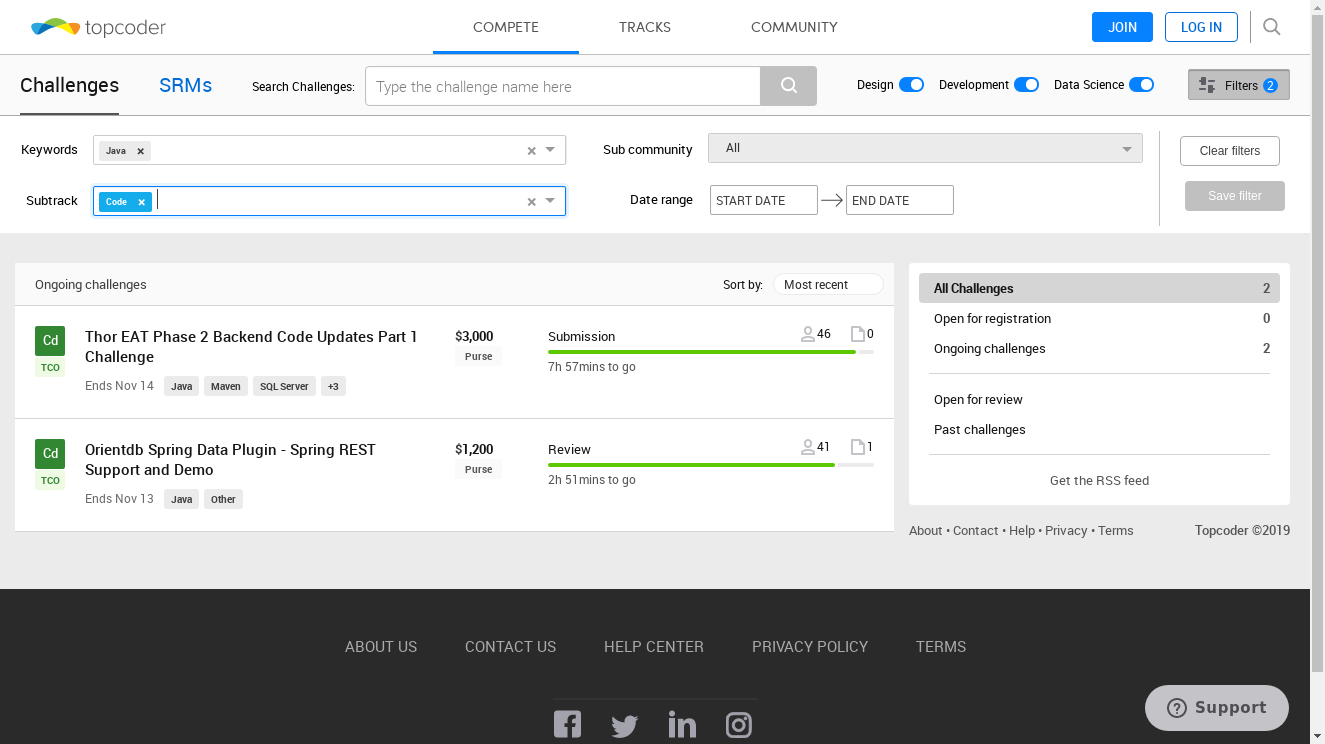 topcoder
COMPETE
TRACKS
COMMUNITY
JOIN
LOG IN
Challenges
SRMs
Search Challenges:
Type the challenge name here
Design
Development
Data Science
Filters 2
Keywords
Java ×
Sub community
All
Clear filters
Subtrack
Code ×
Date range
START DATE
END DATE
Save filter
Ongoing challenges
Sort by:
Most recent
Cd
TCO
Thor EAT Phase 2 Backend Code Updates Part 1
Challenge
Ends Nov 14
Java
Maven
SQL Server
+3
$3,000
Purse
Submission
46
0
7h 57mins to go
Cd
TCO
Orientdb Spring Data Plugin - Spring REST
Support and Demo
Ends Nov 13
Java
Other
$1,200
Purse
Review
41
1
2h 51mins to go
All Challenges 2
Open for registration 0
Ongoing challenges 2
Open for review
Past challenges
Get the RSS feed
About • Contact • Help • Privacy • Terms
Topcoder ©2019
ABOUT US
CONTACT US
HELP CENTER
PRIVACY POLICY
TERMS
Support